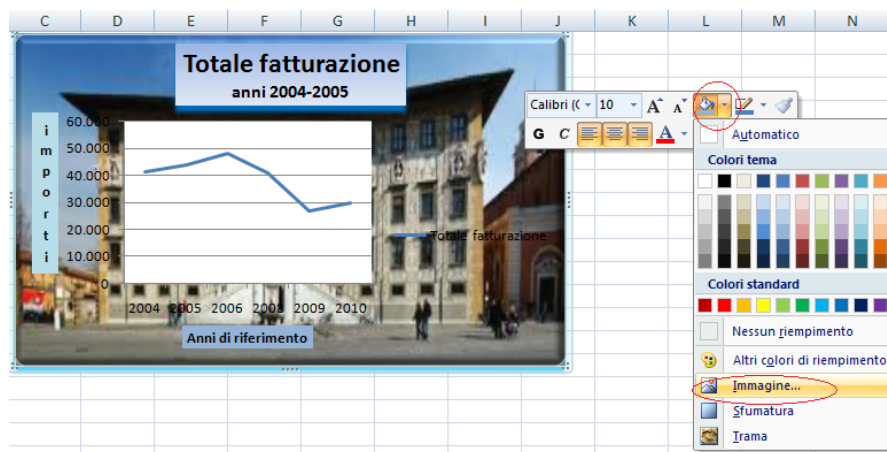 C D E F G H I J K L M N
Totale fatturazione
anni 2004-2005
i
m
p
o
r
t
i
60.000
50.000
40.000
30.000
20.000
10.000
0
2004 2005 2006 2008 2009 2010
Anni di riferimento
Totale fatturazione
Calibri (C 10 A A
G C A
Automatico
Colori tema
Colori standard
Nessun riempimento
Altri colori di riempimento
Immagine...
Sfumatura
Trama